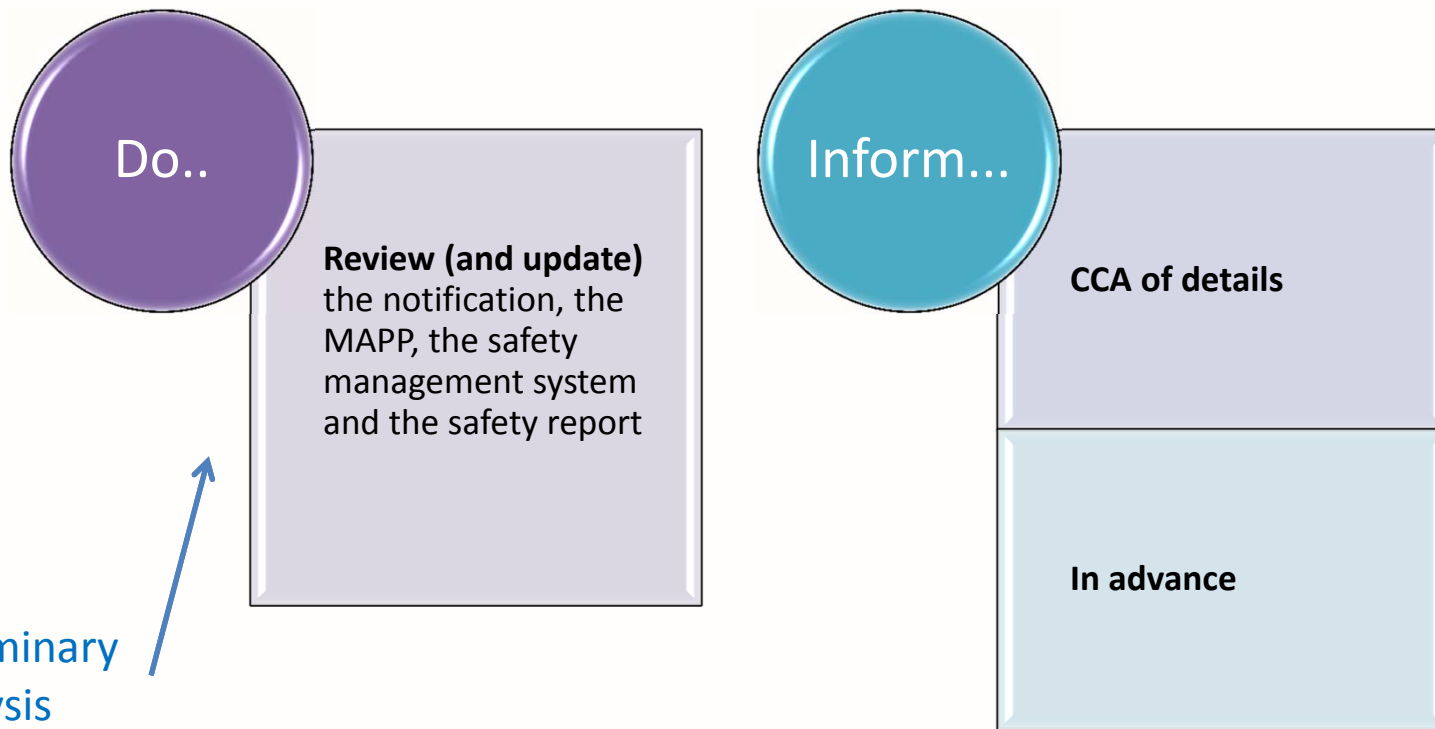 Do..
Review (and update)
the notification, the
MAPP, the safety
management system
and the safety report
Inform...
CCA of details
In advance